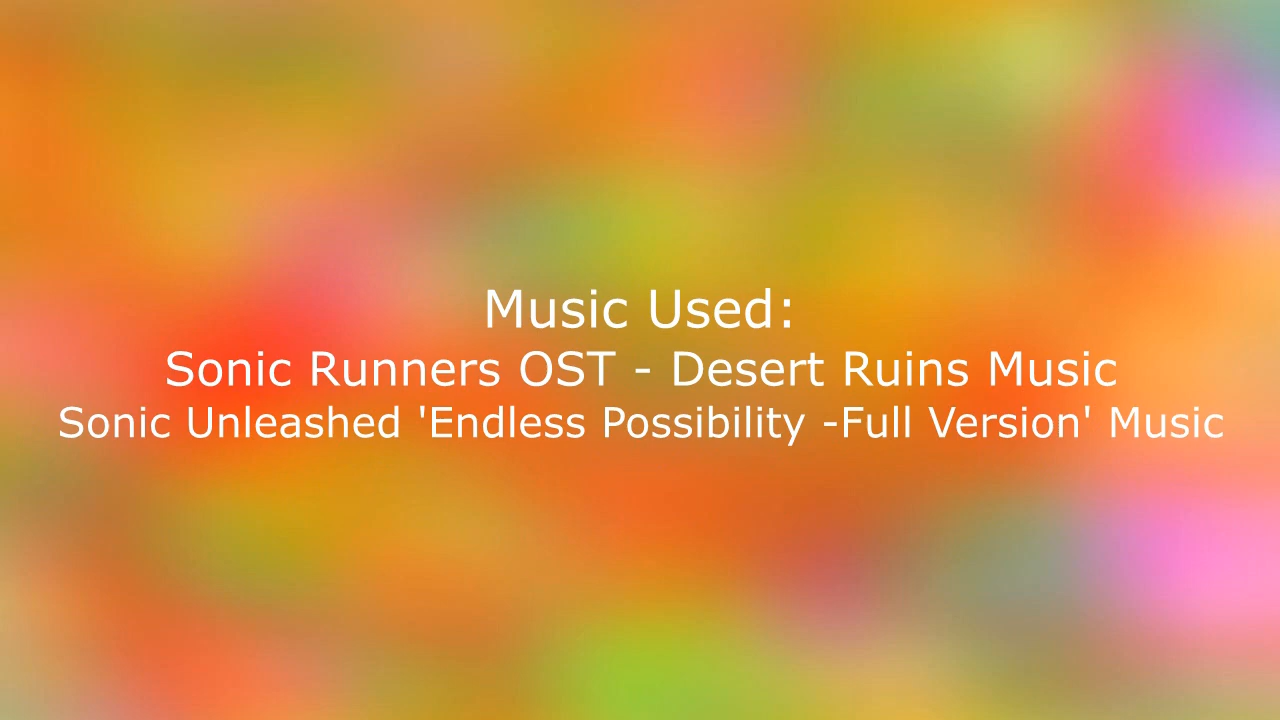 Music Used:
Sonic Runners OST - Desert Ruins Music
Sonic Unleashed 'Endless Possibility -Full Version' Music